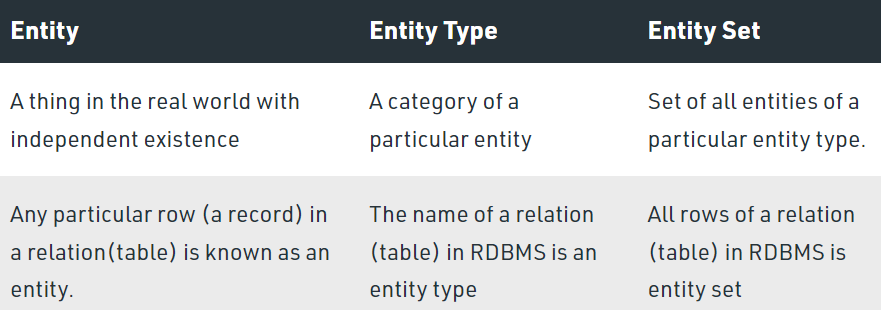 Entity Entity Type Entity Set
A thing in the real world with
independent existence
A category of a
particular entity
Set of all entities of a
particular entity type.
Any particular row (a record) in
a relation(table) is known as an
entity.
The name of a relation
(table) in RDBMS is an
entity type
All rows of a relation
(table) in RDBMS is
entity set